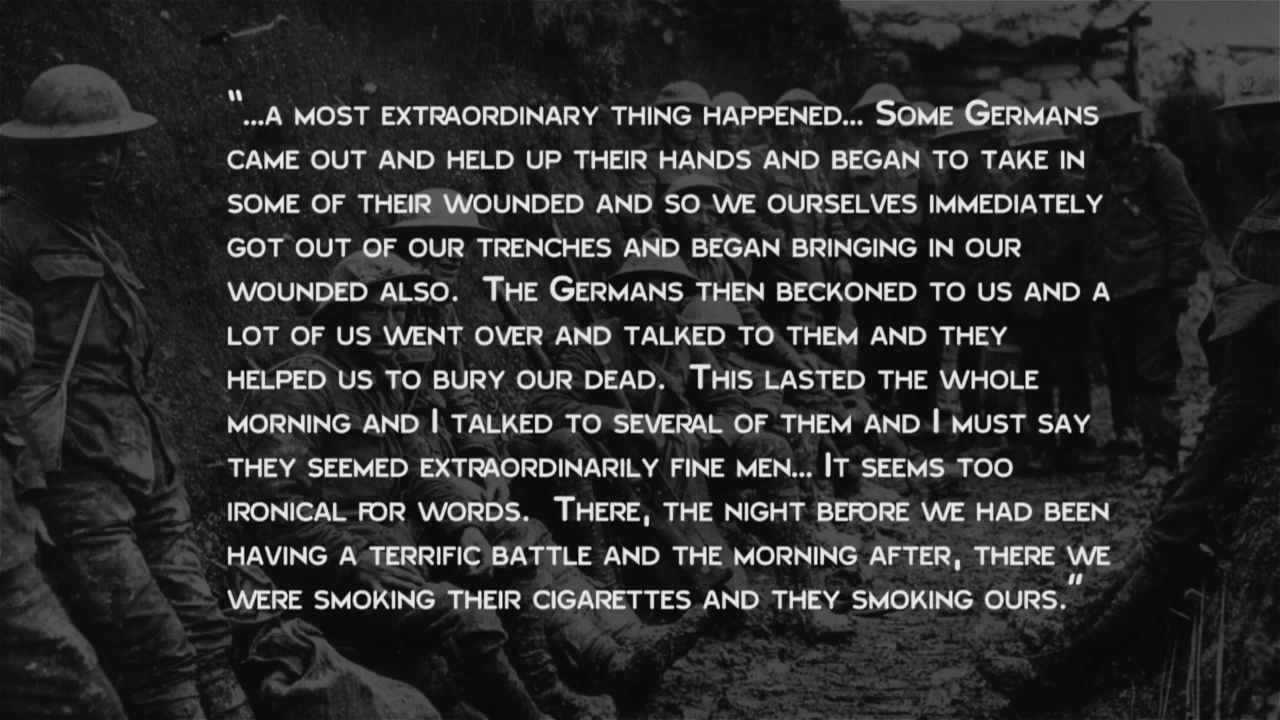 "...A MOST EXTRAORDINARY THING HAPPENED... SOME GERMANS
CAME OUT AND HELD UP THEIR HANDS AND BEGAN TO TAKE IN
SOME OF THEIR WOUNDED AND SO WE OURSELVES IMMEDIATELY
GOT OUT OF OUR TRENCHES AND BEGAN BRINGING IN OUR
WOUNDED ALSO.  THE GERMANS THEN BECKONED TO US AND A
LOT OF US WENT OVER AND TALKED TO THEM AND THEY
HELPED US TO BURY OUR DEAD.  THIS LASTED THE WHOLE
MORNING AND I TALKED TO SEVERAL OF THEM AND I MUST SAY
THEY SEEMED EXTRAORDINARILY FINE MEN... IT SEEMS TOO
IRONICAL FOR WORDS.  THERE, THE NIGHT BEFORE WE HAD BEEN
HAVING A TERRIFIC BATTLE AND THE MORNING AFTER, THERE WE
WERE SMOKING THEIR CIGARETTES AND THEY SMOKING OURS."